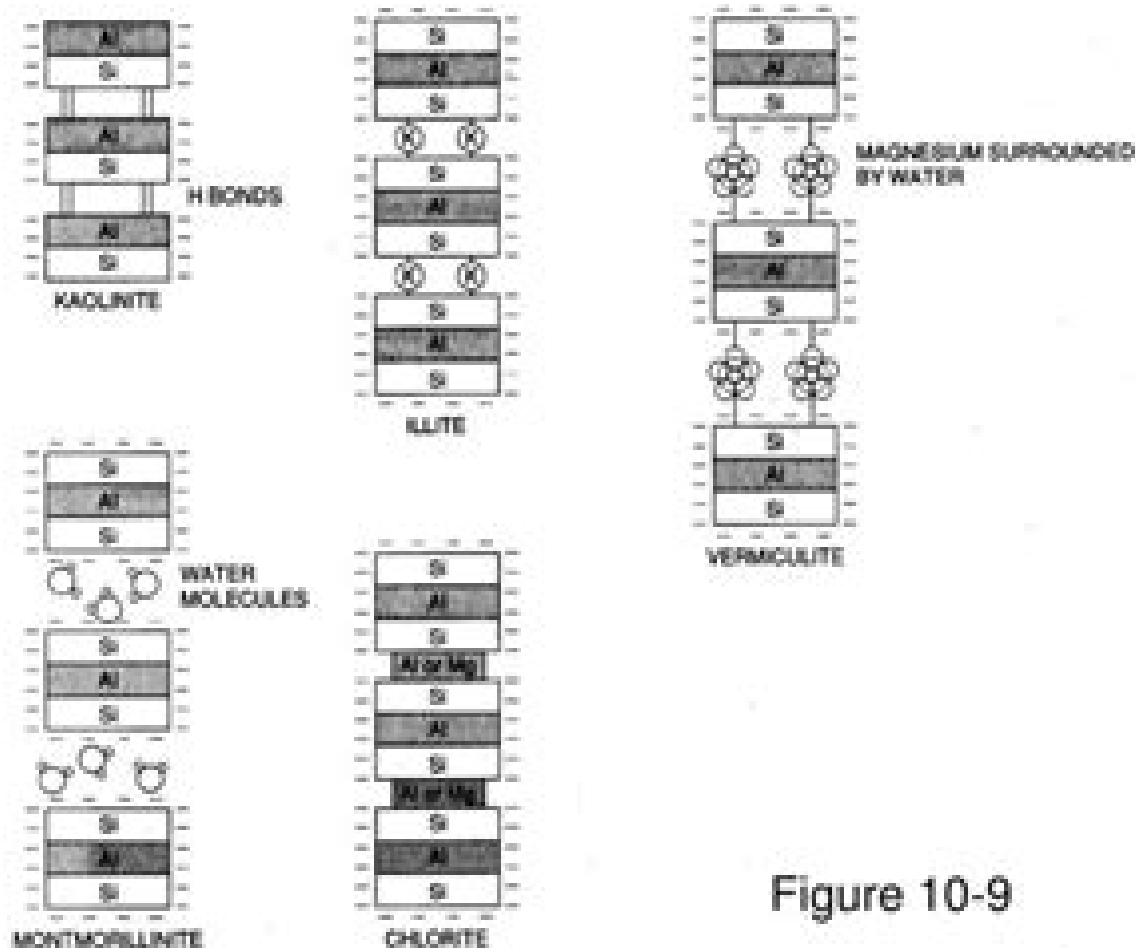 Al
Si
Al
Si
H BONDS
Al
Si
KAOLINITE
Si
Al
Si
K K
Si
Al
Si
K K
Si
Al
Si
ILLITE
Si
Al
Si
MAGNESIUM SURROUNDED
BY WATER
Si
Al
Si
Si
Al
Si
VERMICULITE
Si
Al
Si
WATER
MOLECULES
Si
Al
Si
Si
Al
Si
MONTMORILLINITE
Si
Al
Si
Al or Mg
Si
Al
Si
Al or Mg
Si
Al
Si
CHLORITE
Figure 10-9